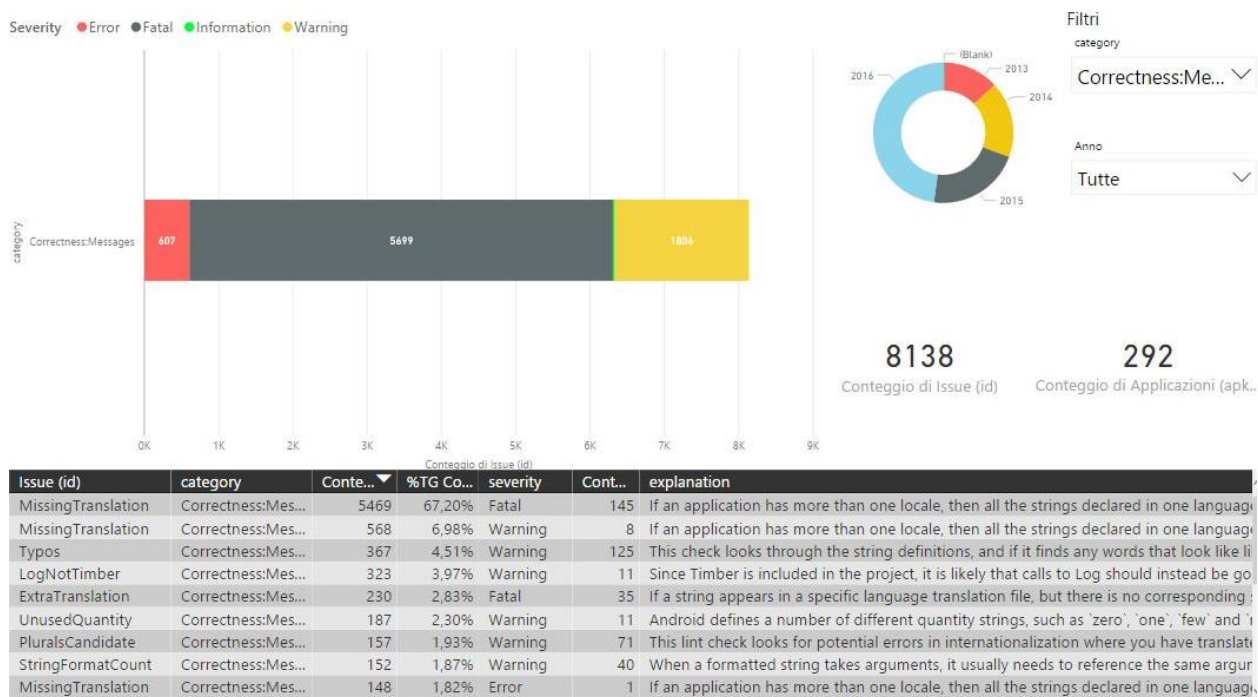 Severity Error Fatal Information Warning
Filtri
category
Correctness:Me...
Anno
Tutte
(Blank)
2013
2014
2015
2016
category
Correctness:Messages
607 5699 1806
0K 1K 2K 3K 4K 5K 6K 7K 8K 9K
Conteggio di Issue (id)
8138
Conteggio di Issue (id)
292
Conteggio di Applicazioni (apk...
Issue (id) category Conte... %TG Co... severity Cont... explanation
MissingTranslation Correctness:Mes... 5469 67,20% Fatal 145 If an application has more than one locale, then all the strings declared in one language
MissingTranslation Correctness:Mes... 568 6,98% Warning 8 If an application has more than one locale, then all the strings declared in one language
Typos Correctness:Mes... 367 4,51% Warning 125 This check looks through the string definitions, and if it finds any words that look like li
LogNotTimber Correctness:Mes... 323 3,97% Warning 11 Since Timber is included in the project, it is likely that calls to Log should instead be go
ExtraTranslation Correctness:Mes... 230 2,83% Fatal 35 If a string appears in a specific language translation file, but there is no corresponding
UnusedQuantity Correctness:Mes... 187 2,30% Warning 11 Android defines a number of different quantity strings, such as `zero`, `one`, `few` and
PluralsCandidate Correctness:Mes... 157 1,93% Warning 71 This lint check looks for potential errors in internationalization where you have translate
StringFormatCount Correctness:Mes... 152 1,87% Warning 40 When a formatted string takes arguments, it usually needs to reference the same argur
MissingTranslation Correctness:Mes... 148 1,82% Error 1 If an application has more than one locale, then all the strings declared in one language